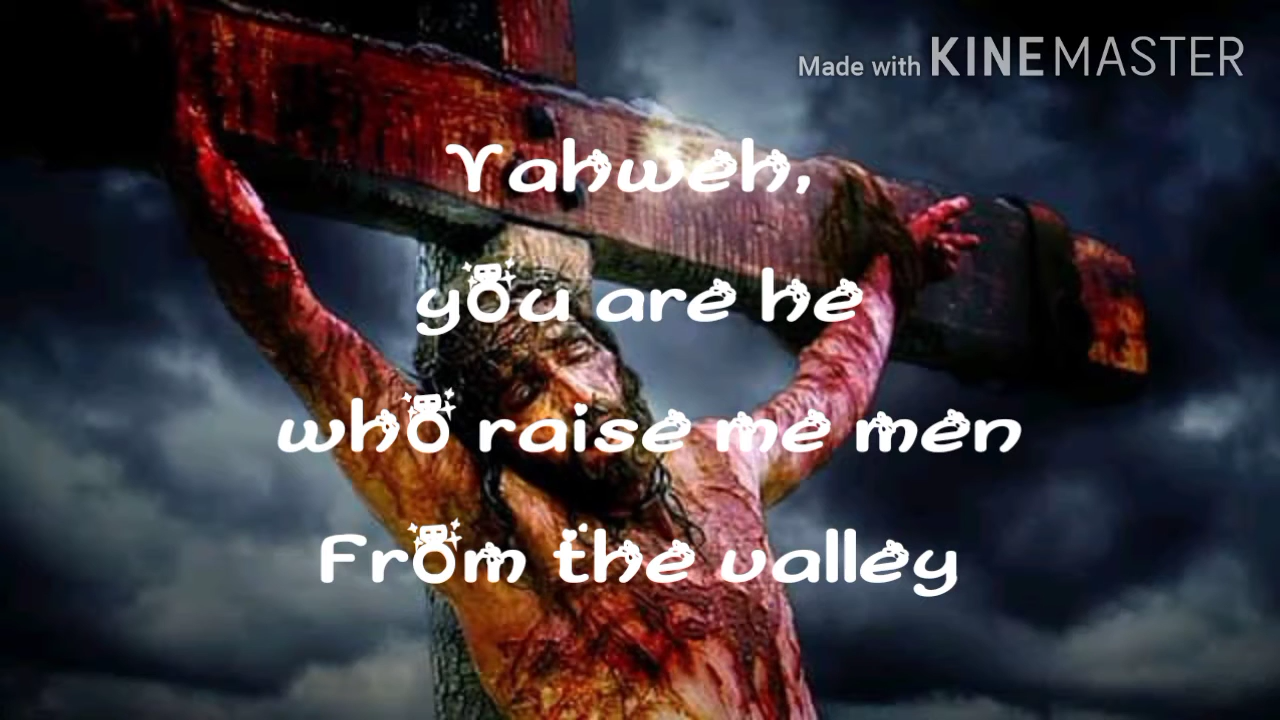 Made with KINEMASTER
Yahweh,
you are he
who raise me men
From the valley